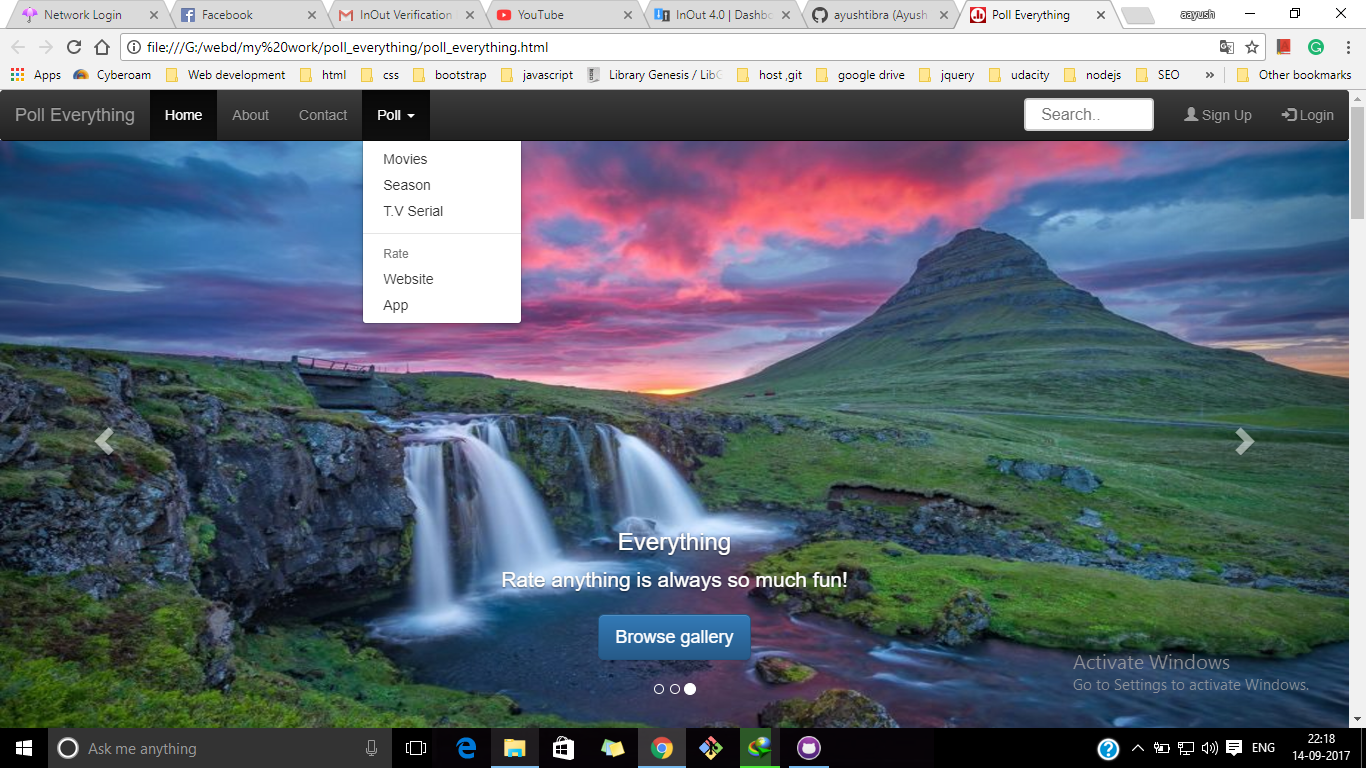 Network Login
Facebook
InOut Verification
YouTube
InOut 4.0 | Dashbo
ayushtibra (Ayush
Poll Everything
aayush
file:///G:/webd/my%20work/poll_everything/poll_everything.html
Apps
Cyberoam
Web development
html
css
bootstrap
javascript
Library Genesis / LibG
host ,git
google drive
jquery
udacity
nodejs
SEO
»
Other bookmarks
Poll Everything
Home
About
Contact
Poll
Search..
Sign Up
Login
Movies
Season
T.V Serial
Rate
Website
App
Everything
Rate anything is always so much fun!
Browse gallery
Activate Windows
Go to Settings to activate Windows.
Ask me anything
ENG
22:18
14-09-2017